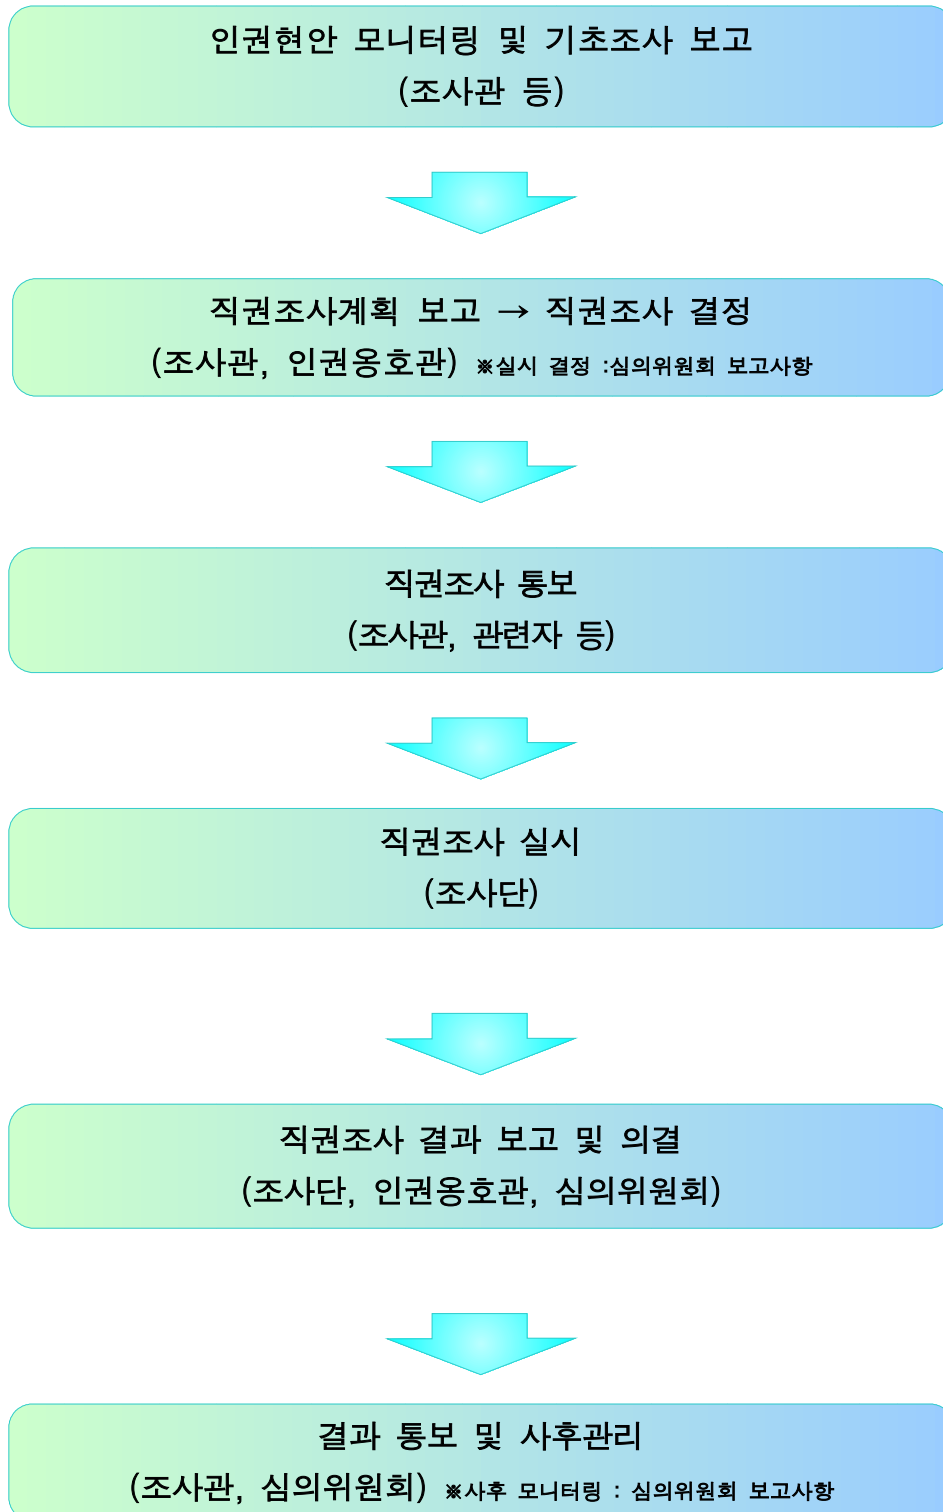 인권현안 모니터링 및 기초조사 보고
(조사관 등)
직권조사계획 보고 → 직권조사 결정
(조사관, 인권옹호관) ※실시 결정 :심의위원회 보고사항
직권조사 통보
(조사관, 관련자 등)
직권조사 실시
(조사단)
직권조사 결과 보고 및 의결
(조사단, 인권옹호관, 심의위원회)
결과 통보 및 사후관리
(조사관, 심의위원회) ※사후 모니터링 : 심의위원회 보고사항